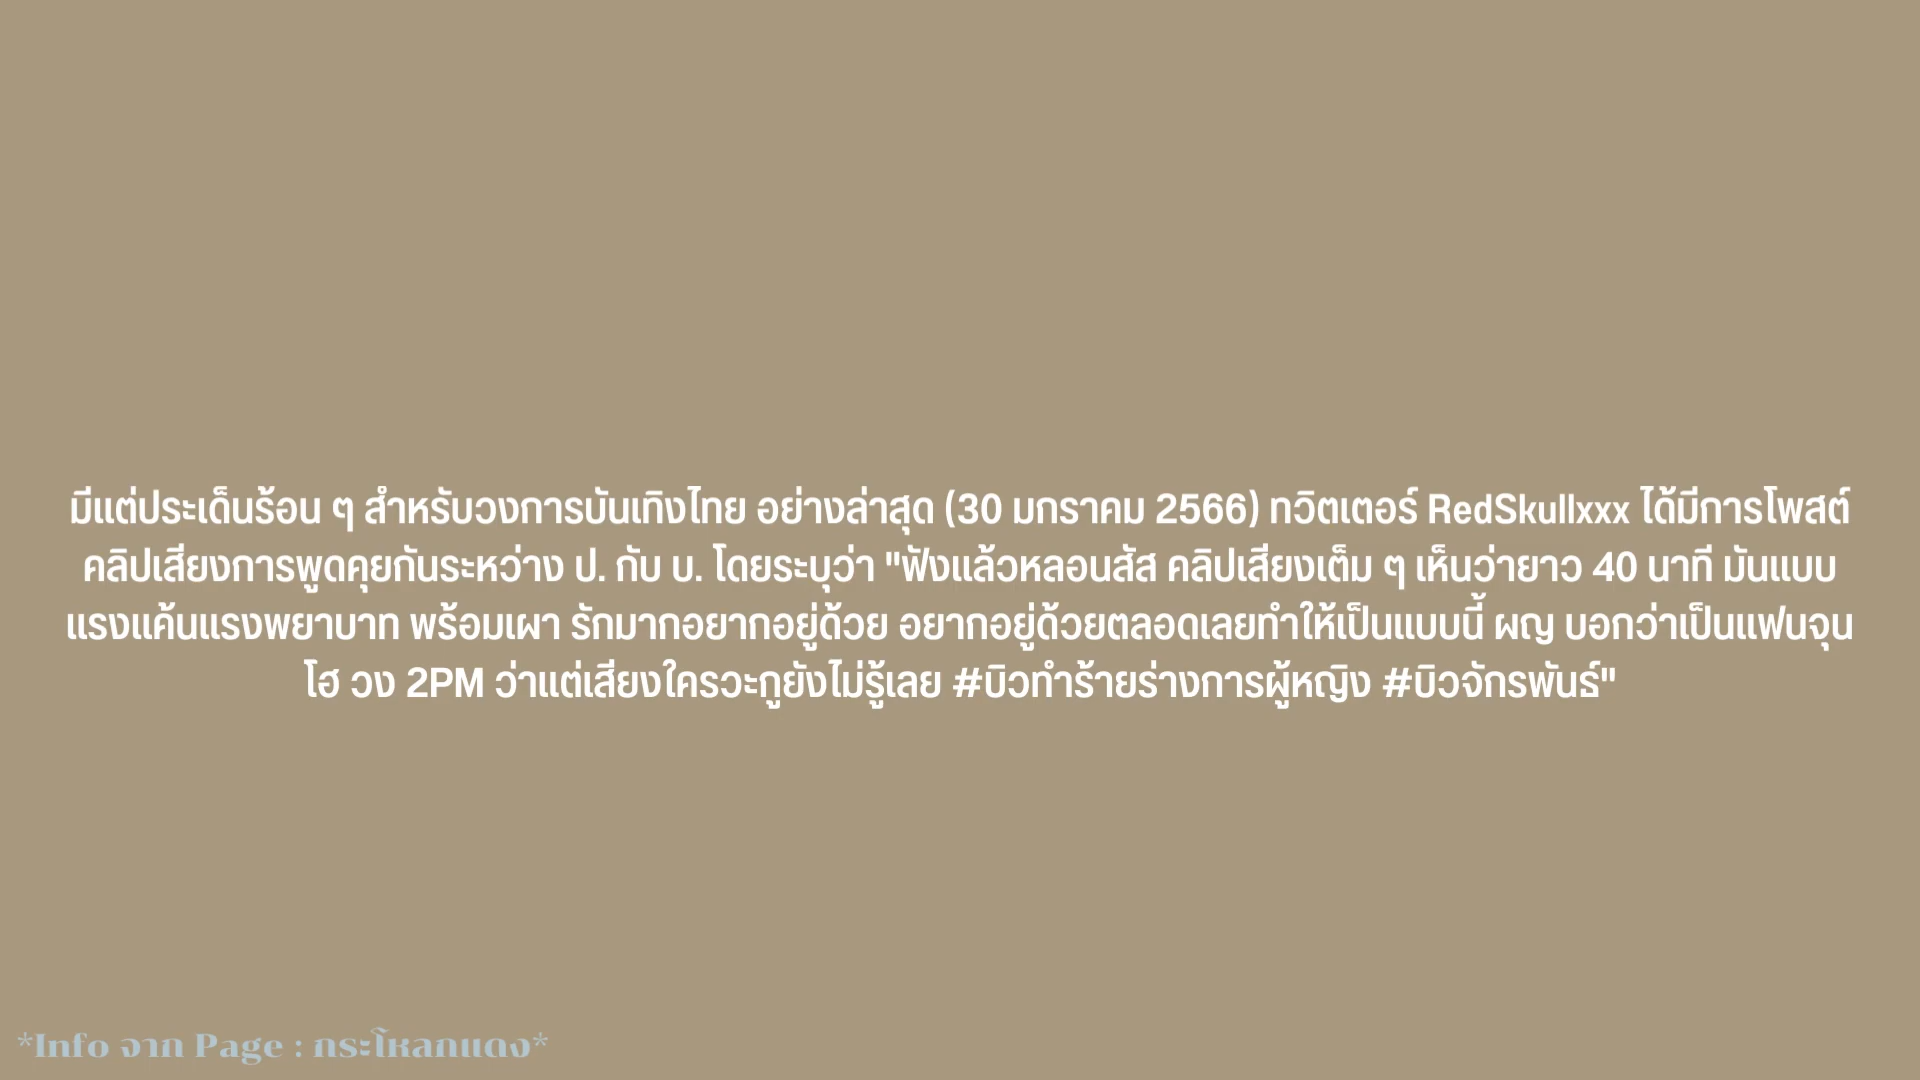 มีแต่ประเด็นร้อน ๆ สำหรับวงการบันเทิงไทย อย่างล่าสุด (30 มกราคม 2566) ทวิตเตอร์ RedSkullxxx ได้มีการโพสต์
คลิปเสียงการพูดคุยกันระหว่าง ป. กับ บ. โดยระบุว่า "ฟังแล้วหลอนสัส คลิปเสียงเต็ม ๆ เห็นว่ายาว 40 นาที มันแบบ
แรงแค้นแรงพยาบาท พร้อมเผา รักมากอยากอยู่ด้วย อยากอยู่ด้วยตลอดเลยทำให้เป็นแบบนี้ ผญ บอกว่าเป็นแฟนจุน
โฮ วง 2PM ว่าแต่เสียงใครวะกูยังไม่รู้เลย #บิวทำร้ายร่างการผู้หญิง #บิวจักรพันธ์"
*Info จาก Page : กระโหลกแดง*